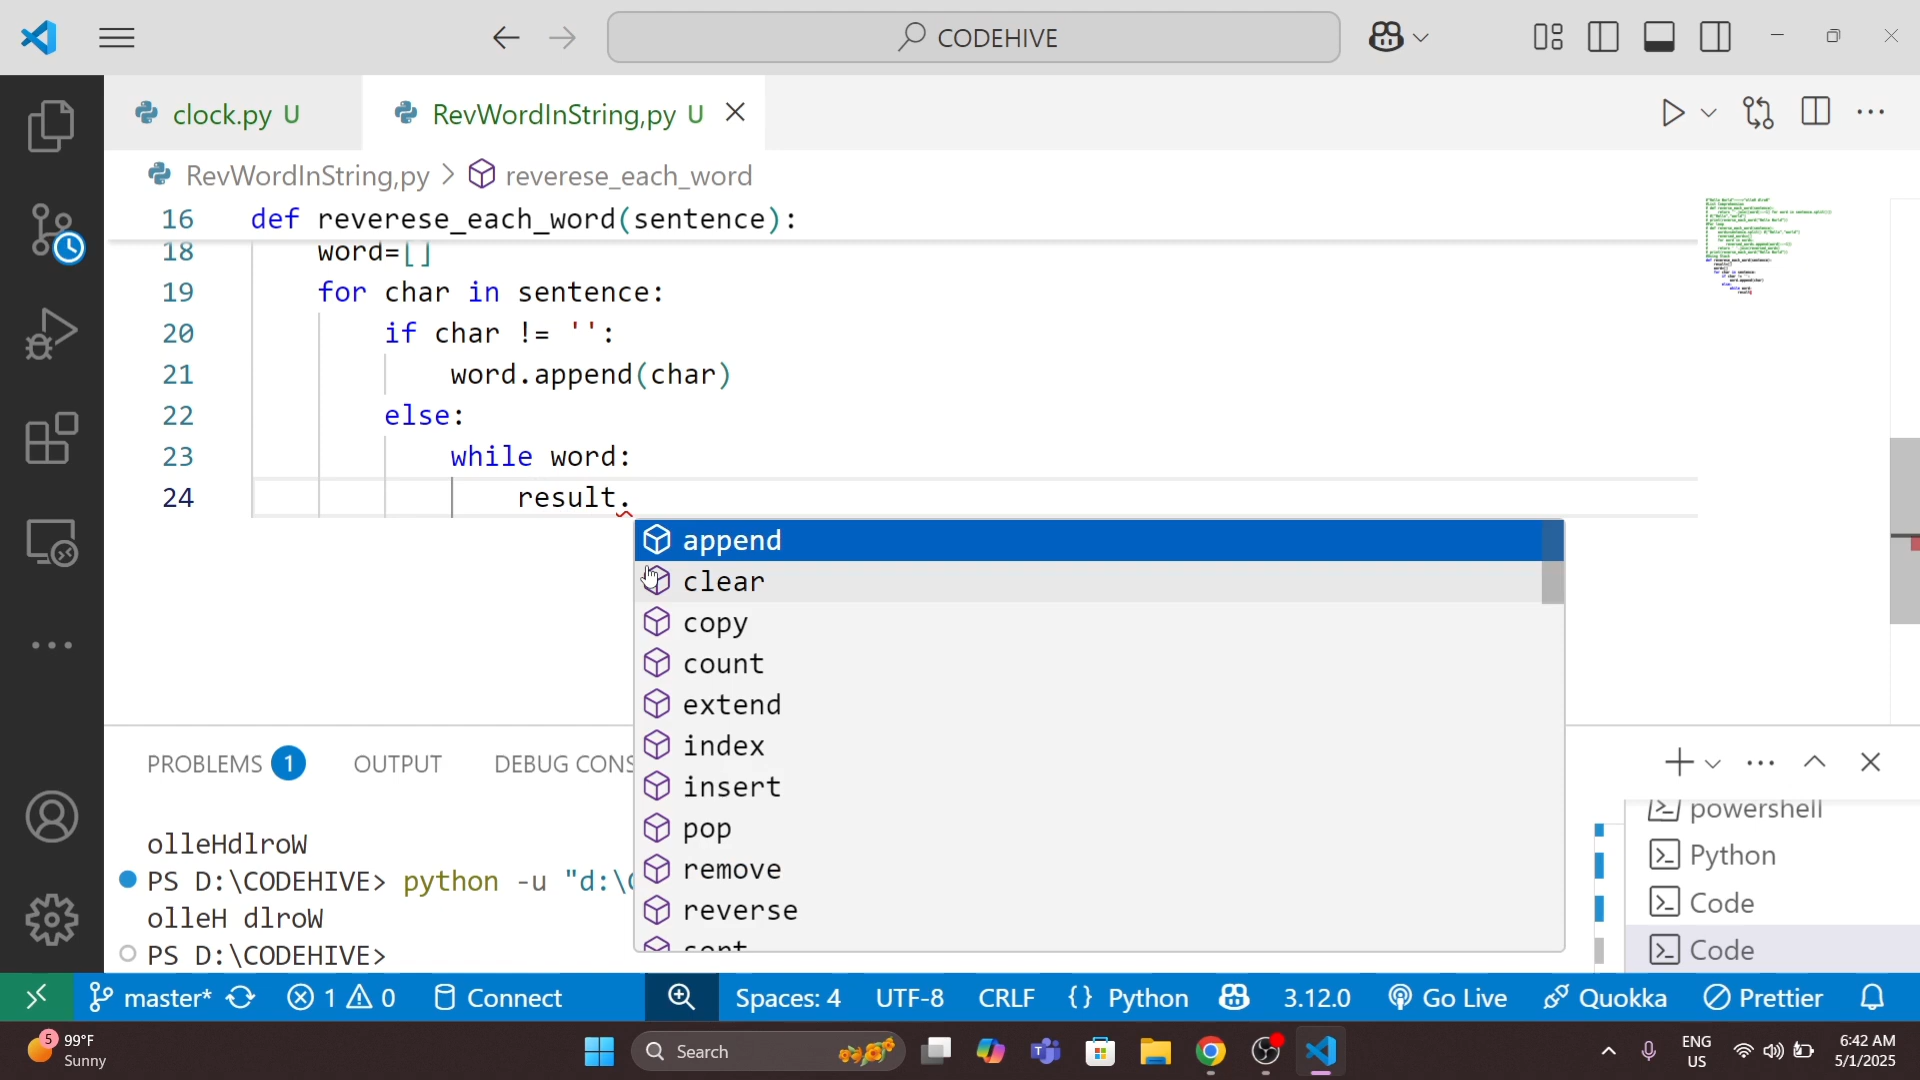 CODEHIVE
clock.py U
RevWordInString,py U
RevWordInString,py > reverese_each_word
16 def reverese_each_word(sentence):
18 word=[]
19 for char in sentence:
20 if char != '':
21 word.append(char)
22 else:
23 while word:
24 result.
append
clear
copy
count
extend
index
insert
pop
remove
reverse
sort
PROBLEMS 1 OUTPUT DEBUG CONS
olleHdlroW
PS D:\CODEHIVE> python -u "d:\
olleH dlroW
PS D:\CODEHIVE>
powershell
Python
Code
Code
master* 1 0 Connect Spaces: 4 UTF-8 CRLF {} Python 3.12.0 Go Live Quokka Prettier
5 99°F
Sunny
Search
ENG
US
6:42 AM
5/1/2025